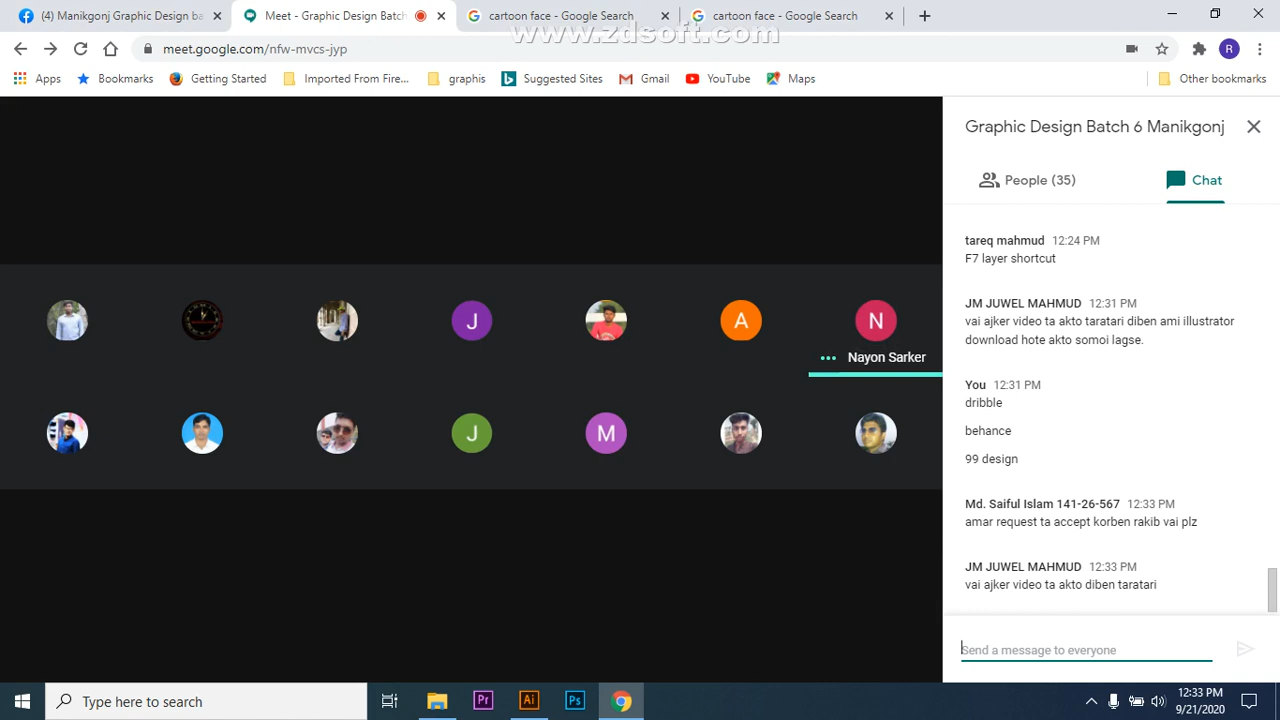 (4) Manikgonj Graphic Design ba
Meet - Graphic Design Batch
cartoon face - Google Search
cartoon face - Google Search
www.zdsoft.com
meet.google.com/nfw-mvcs-jyp
R
Apps
Bookmarks
Getting Started
Imported From Fire...
graphis
Suggested Sites
Gmail
YouTube
Maps
Other bookmarks
Graphic Design Batch 6 Manikgonj
People (35)
Chat
tareq mahmud 12:24 PM
F7 layer shortcut
JM JUWEL MAHMUD 12:31 PM
vai ajker video ta akto taratari diben ami illustrator
download hote akto somoi lagse.
You 12:31 PM
dribble
behance
99 design
Md. Saiful Islam 141-26-567 12:33 PM
amar request ta accept korben rakib vai plz
JM JUWEL MAHMUD 12:33 PM
vai ajker video ta akto diben taratari
Send a message to everyone
J
A
N
Nayon Sarker
J
M
Type here to search
Pr
Ai
Ps
12:33 PM
9/21/2020